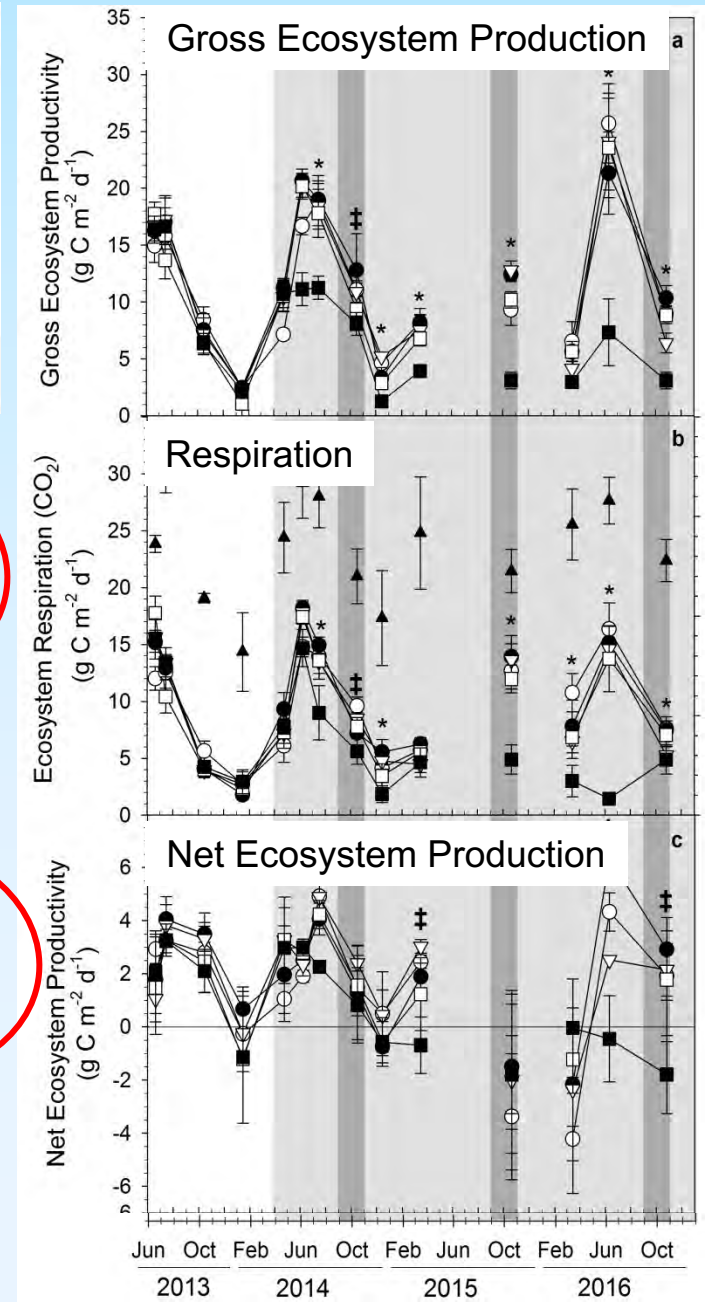 Gross Ecosystem Production
a
Gross Ecosystem Productivity
(g C m⁻² d⁻¹)
35
30
25
20
15
10
5
0
*
‡
*
*
*
*
*
Respiration
b
Ecosystem Respiration (CO₂)
(g C m⁻² d⁻¹)
30
25
20
15
10
5
0
*
‡
*
*
*
*
*
Net Ecosystem Production
c
Net Ecosystem Productivity
(g C m⁻² d⁻¹)
6
4
2
0
-2
-4
-6
‡
‡
Jun Oct Feb Jun Oct Feb Jun Oct Feb Jun Oct
2013 2014 2015 2016